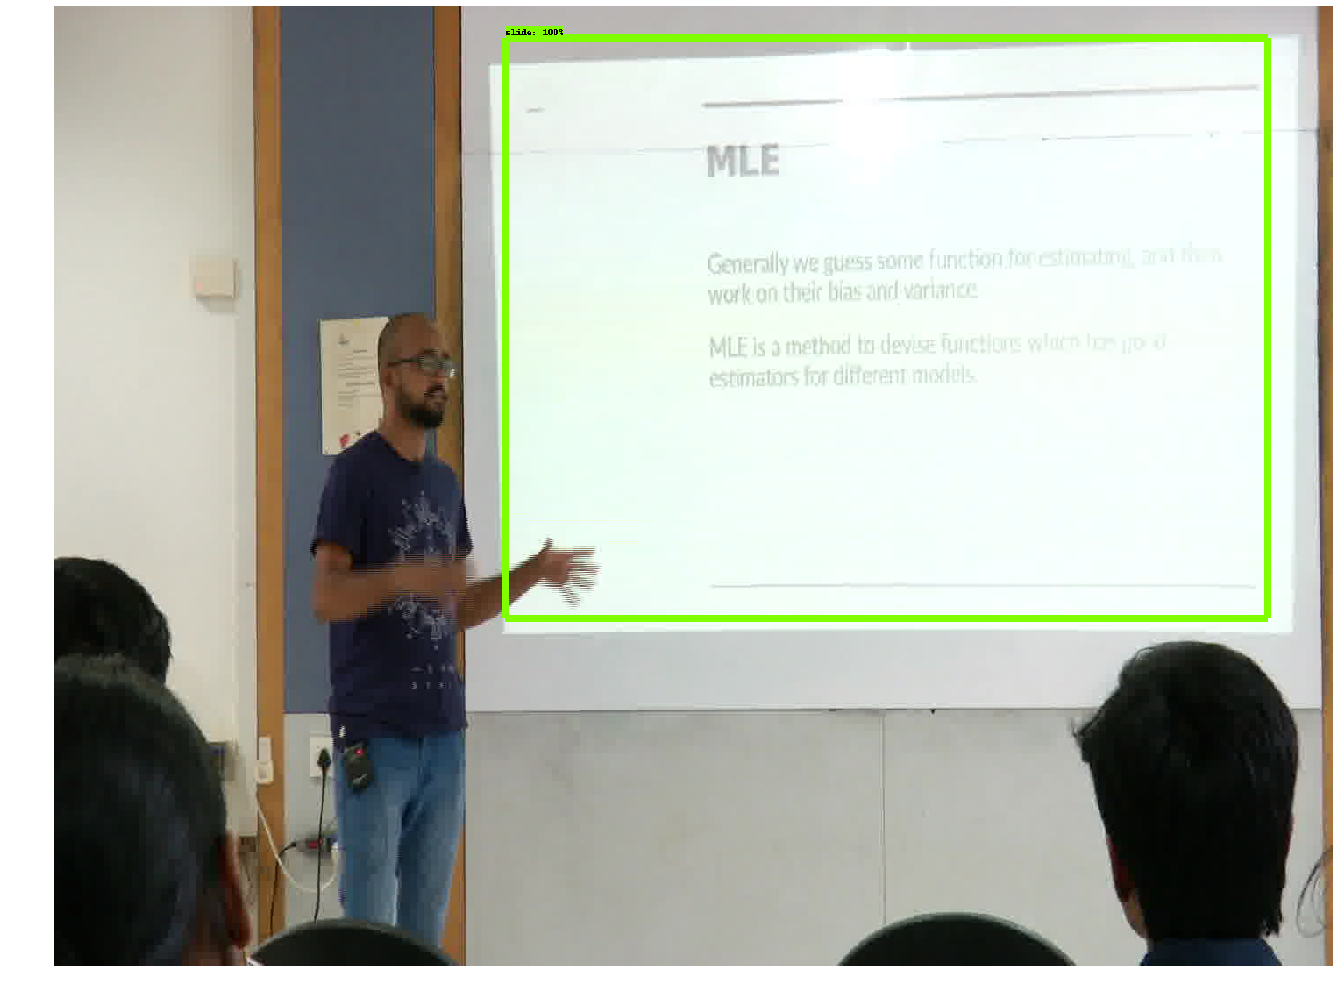 slide: 100%
MLE
Generally we guess some function for estimating, and then
work on their bias and variance
MLE is a method to devise functions which has good
estimators for different models.